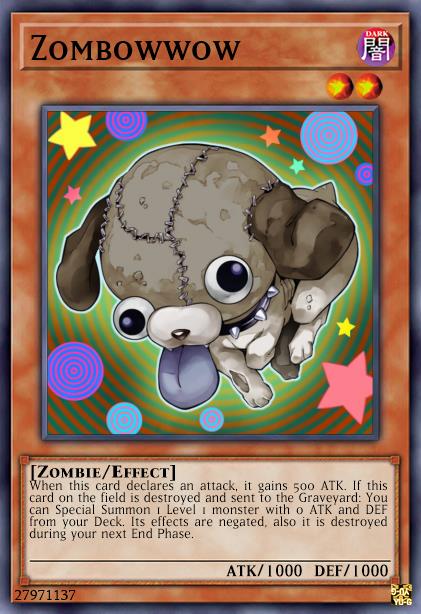 Zombowwow
DARK
闇
[Zombie/Effect]
When this card declares an attack, it gains 500 ATK. If this
card on the field is destroyed and sent to the Graveyard: You
can Special Summon 1 Level 1 monster with 0 ATK and DEF
from your Deck. Its effects are negated, also it is destroyed
during your next End Phase.
ATK/1000 DEF/1000
27971137